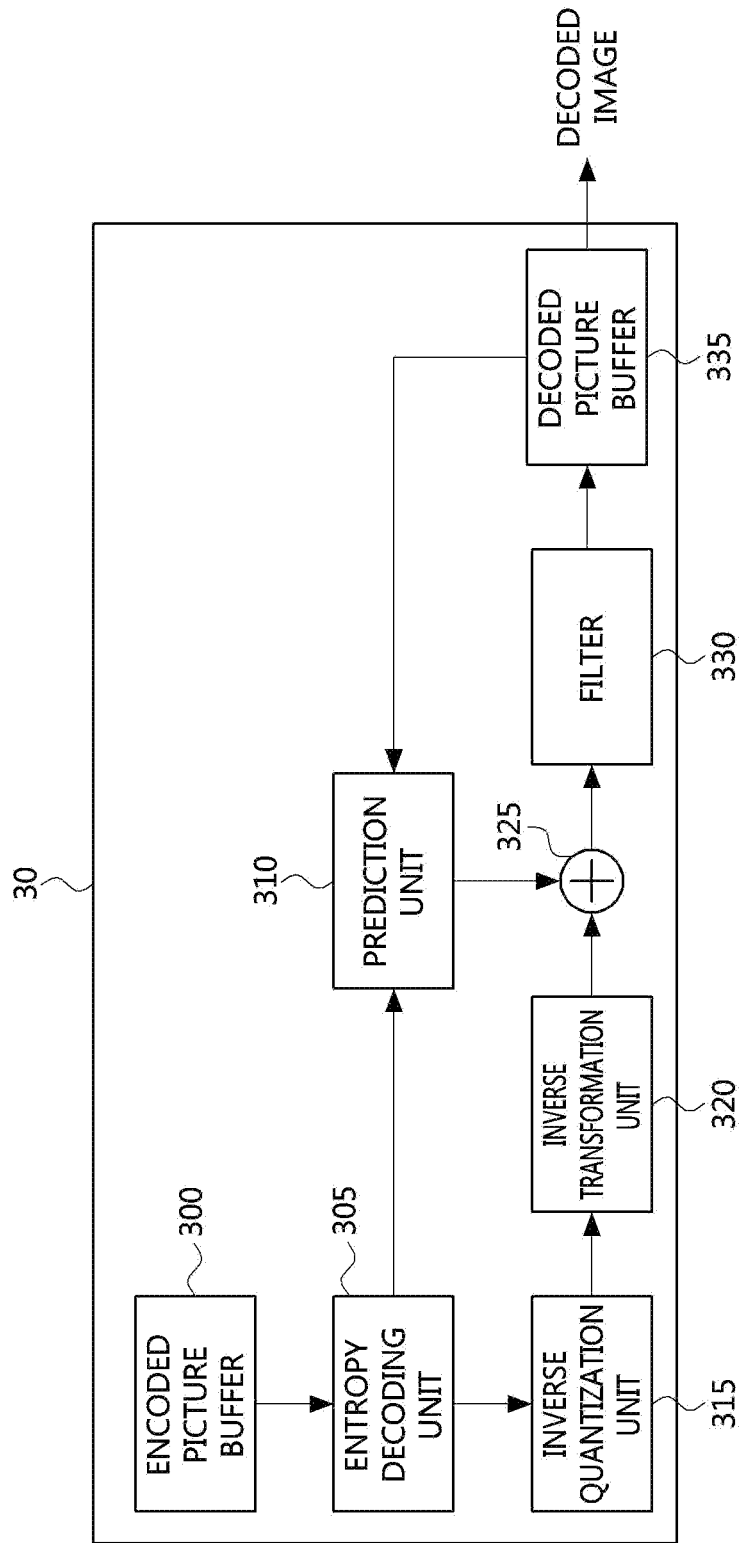 30
300
ENCODED
PICTURE
BUFFER
305
ENTROPY
DECODING
UNIT
310
PREDICTION
UNIT
INVERSE
QUANTIZATION
UNIT
315
INVERSE
TRANSFORMATION
UNIT
320
325
FILTER
330
DECODED
PICTURE
BUFFER
335
DECODED
IMAGE